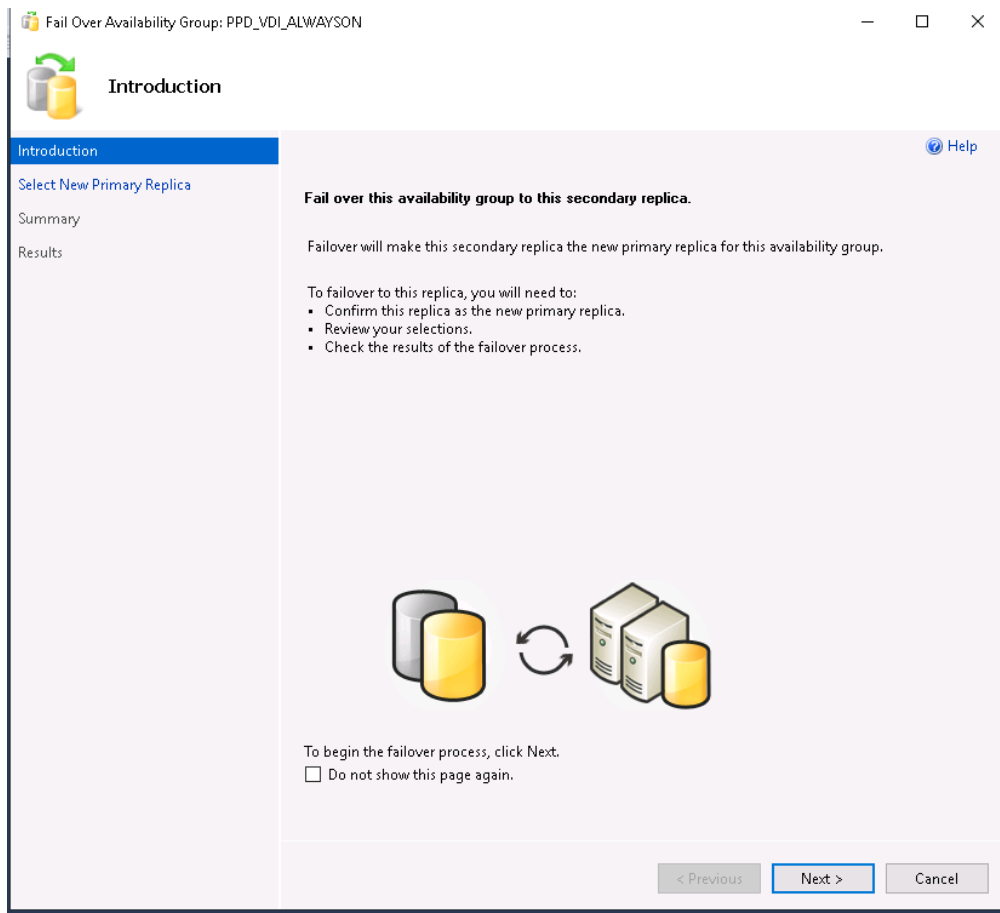 Fail Over Availability Group: PPD_VDI_ALWAYSON
Introduction
Introduction
Select New Primary Replica
Summary
Results
Help
Fail over this availability group to this secondary replica.
Failover will make this secondary replica the new primary replica for this availability group.
To failover to this replica, you will need to:
• Confirm this replica as the new primary replica.
• Review your selections.
• Check the results of the failover process.
To begin the failover process, click Next.
Do not show this page again.
< Previous Next > Cancel